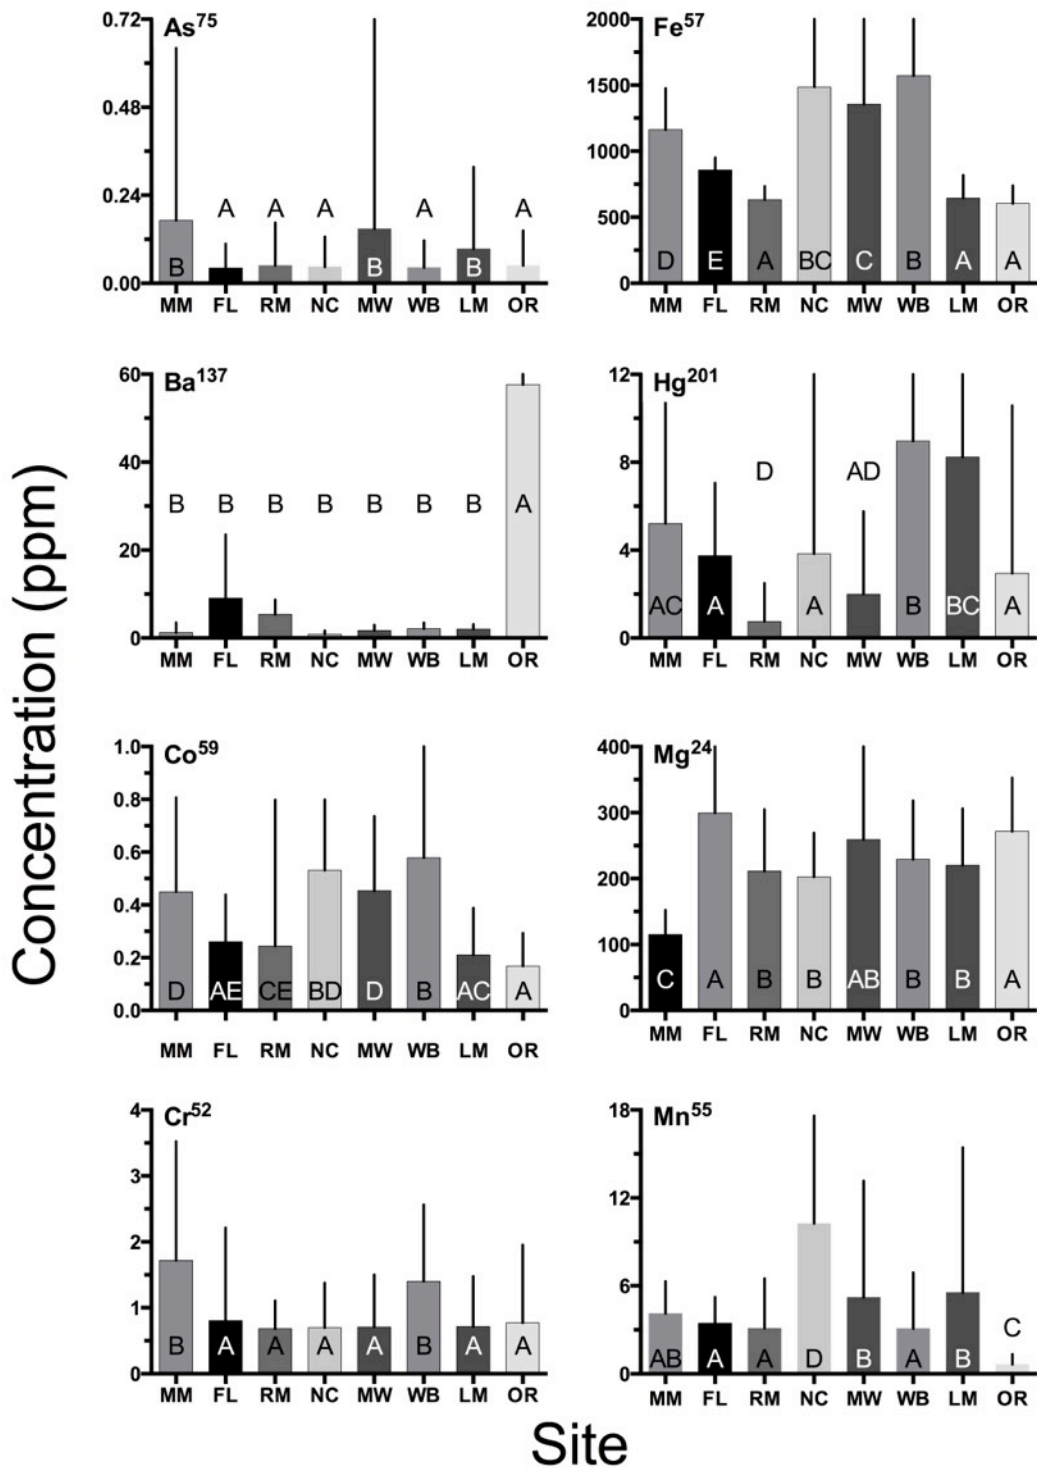 Concentration (ppm)
As⁷⁵
0.72
0.48
0.24
0.00
A A A A A
B B B
MM FL RM NC MW WB LM OR
Fe⁵⁷
2000
1500
1000
500
0
D E A BC C B A A
MM FL RM NC MW WB LM OR
Ba¹³⁷
60
40
20
0
B B B B B B B A
MM FL RM NC MW WB LM OR
Hg²⁰¹
12
8
4
0
D AD
AC A A B BC A
MM FL RM NC MW WB LM OR
Co⁵⁹
1.0
0.8
0.6
0.4
0.2
0.0
D AE CE BD D B AC A
MM FL RM NC MW WB LM OR
Mg²⁴
400
300
200
100
0
C A B B AB B B A
MM FL RM NC MW WB LM OR
Cr⁵²
4
3
2
1
0
B A A A A B A A
MM FL RM NC MW WB LM OR
Mn⁵⁵
18
12
6
0
C
AB A A D B A B
MM FL RM NC MW WB LM OR
Site